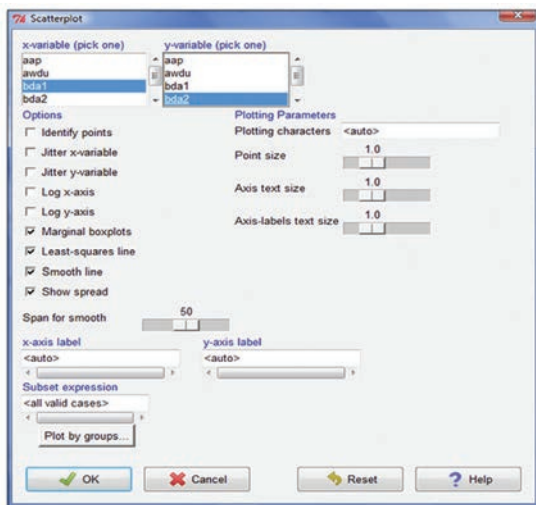 Scatterplot
x-variable (pick one) y-variable (pick one)
aap aap
awdu awdu
bda1 bda1
bda2 bda2
Options Plotting Parameters
Identify points Plotting characters <auto>
Jitter x-variable Point size 1.0
Jitter y-variable
Log x-axis Axis text size 1.0
Log y-axis
Marginal boxplots Axis-labels text size 1.0
Least-squares line
Smooth line
Show spread
Span for smooth 50
x-axis label y-axis label
<auto> <auto>
Subset expression
<all valid cases>
Plot by groups...
OK Cancel Reset ? Help